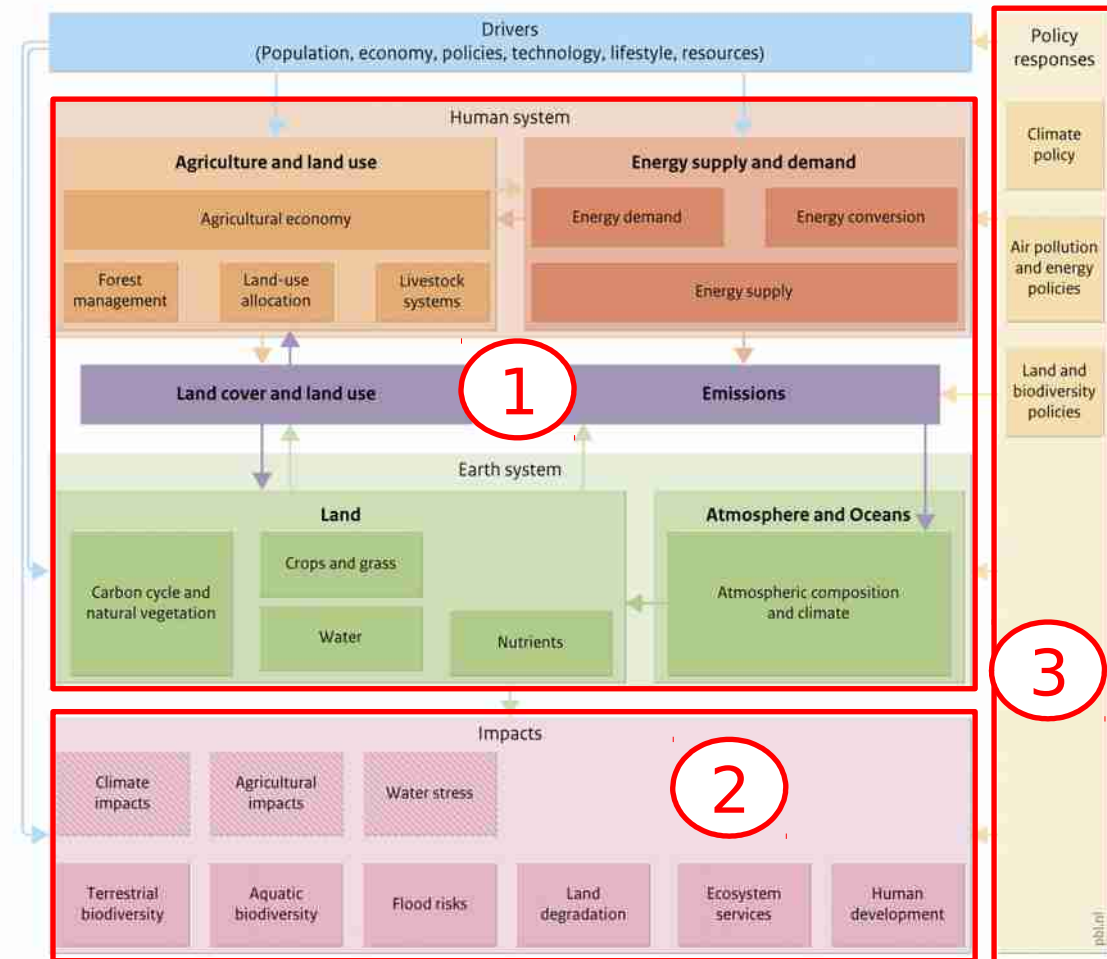 Drivers
(Population, economy, policies, technology, lifestyle, resources)
Policy
responses
Human system
Agriculture and land use
Energy supply and demand
Climate
policy
Agricultural economy
Energy demand
Energy conversion
Air pollution
and energy
policies
Forest
management
Land-use
allocation
Livestock
systems
Energy supply
1
Land cover and land use
Emissions
Land and
biodiversity
policies
Earth system
Land
Atmosphere and Oceans
Carbon cycle and
natural vegetation
Crops and grass
Water
Nutrients
Atmospheric composition
and climate
3
Impacts
Climate
impacts
Agricultural
impacts
Water stress
2
Terrestrial
biodiversity
Aquatic
biodiversity
Flood risks
Land
degradation
Ecosystem
services
Human
development
pbl.nl